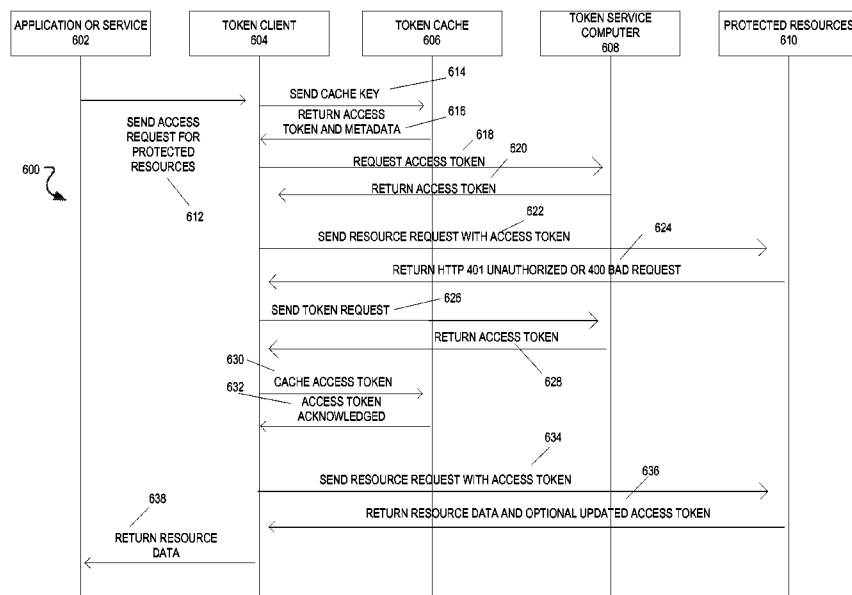 APPLICATION OR SERVICE
602
TOKEN CLIENT
604
TOKEN CACHE
606
TOKEN SERVICE
COMPUTER
608
PROTECTED RESOURCES
610
614
SEND CACHE KEY
616
RETURN ACCESS
TOKEN AND METADATA
SEND ACCESS
REQUEST FOR
PROTECTED
RESOURCES
612
600
618
REQUEST ACCESS TOKEN
620
RETURN ACCESS TOKEN
622
SEND RESOURCE REQUEST WITH ACCESS TOKEN
624
RETURN HTTP 401 UNAUTHORIZED OR 400 BAD REQUEST
626
SEND TOKEN REQUEST
RETURN ACCESS TOKEN
628
630
CACHE ACCESS TOKEN
632
ACCESS TOKEN
ACKNOWLEDGED
634
SEND RESOURCE REQUEST WITH ACCESS TOKEN
636
RETURN RESOURCE DATA AND OPTIONAL UPDATED ACCESS TOKEN
638
RETURN RESOURCE
DATA